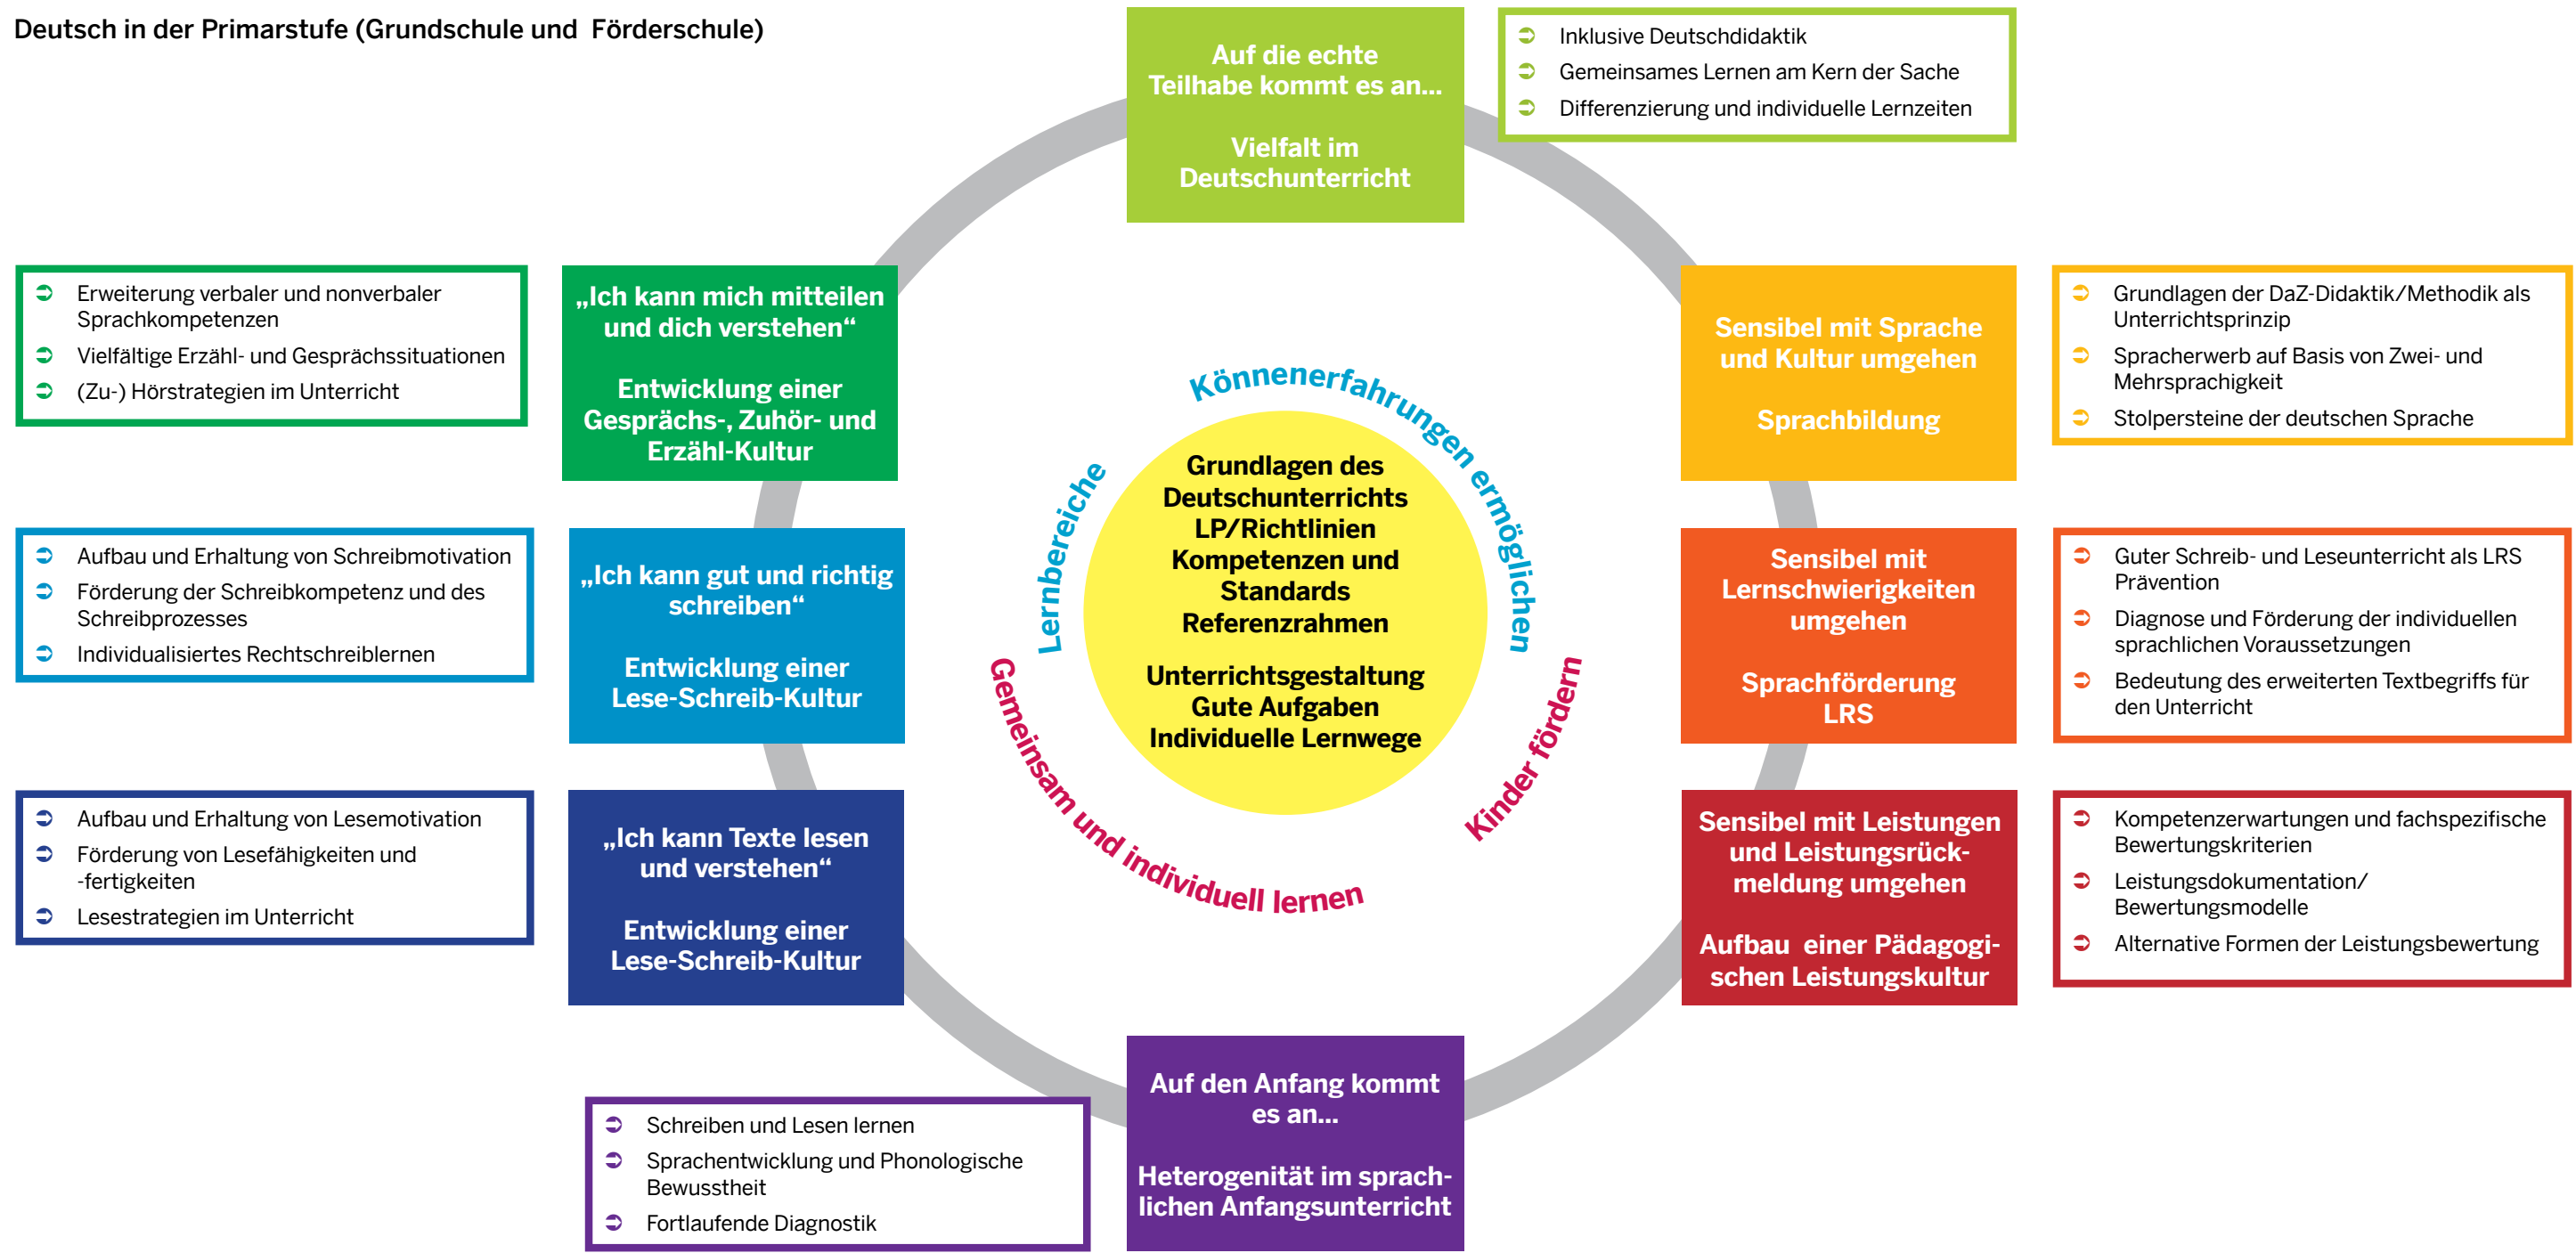 Deutsch in der Primarstufe (Grundschule und Förderschule)
Auf die echte
Teilhabe kommt es an...
Vielfalt im
Deutschunterricht
Inklusive Deutschdidaktik
Gemeinsames Lernen am Kern der Sache
Differenzierung und individuelle Lernzeiten
Erweiterung verbaler und nonverbaler
Sprachkompetenzen
Vielfältige Erzähl- und Gesprächssituationen
(Zu-) Hörstrategien im Unterricht
„Ich kann mich mitteilen
und dich verstehen“
Entwicklung einer
Gesprächs-, Zuhör- und
Erzähl-Kultur
Sensibel mit Sprache
und Kultur umgehen
Sprachbildung
Grundlagen der DaZ-Didaktik/Methodik als
Unterrichtsprinzip
Spracherwerb auf Basis von Zwei- und
Mehrsprachigkeit
Stolpersteine der deutschen Sprache
Könnenerfahrungen ermöglichen
Lernbereiche
Grundlagen des
Deutschunterrichts
LP/Richtlinien
Kompetenzen und
Standards
Referenzrahmen
Unterrichtsgestaltung
Gute Aufgaben
Individuelle Lernwege
Gemeinsam und individuell lernen
Kinder fördern
Aufbau und Erhaltung von Schreibmotivation
Förderung der Schreibkompetenz und des
Schreibprozesses
Individualisiertes Rechtschreiblernen
„Ich kann gut und richtig
schreiben“
Entwicklung einer
Lese-Schreib-Kultur
Sensibel mit
Lernschwierigkeiten
umgehen
Sprachförderung
LRS
Guter Schreib- und Leseunterricht als LRS
Prävention
Diagnose und Förderung der individuellen
sprachlichen Voraussetzungen
Bedeutung des erweiterten Textbegriffs für
den Unterricht
Aufbau und Erhaltung von Lesemotivation
Förderung von Lesefähigkeiten und
-fertigkeiten
Lesestrategien im Unterricht
„Ich kann Texte lesen
und verstehen“
Entwicklung einer
Lese-Schreib-Kultur
Sensibel mit Leistungen
und Leistungsrück-
meldung umgehen
Aufbau einer Pädagogi-
schen Leistungskultur
Kompetenzerwartungen und fachspezifische
Bewertungskriterien
Leistungsdokumentation/
Bewertungsmodelle
Alternative Formen der Leistungsbewertung
Schreiben und Lesen lernen
Sprachentwicklung und Phonologische
Bewusstheit
Fortlaufende Diagnostik
Auf den Anfang kommt
es an...
Heterogenität im sprach-
lichen Anfangsunterricht